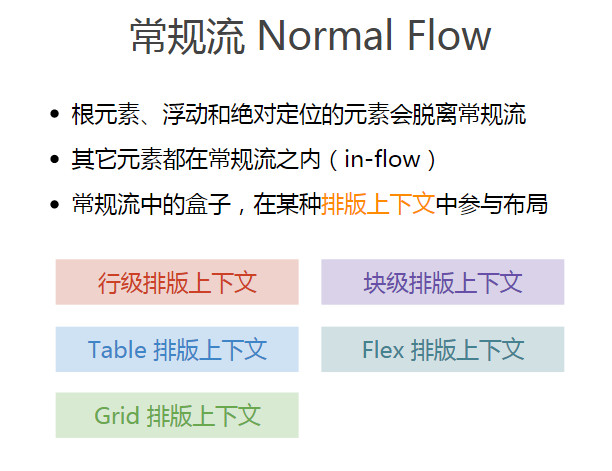 常规流 Normal Flow
• 根元素、浮动和绝对定位的元素会脱离常规流
• 其它元素都在常规流之内（in-flow）
• 常规流中的盒子，在某种排版上下文中参与布局
行级排版上下文
块级排版上下文
Table 排版上下文
Flex 排版上下文
Grid 排版上下文